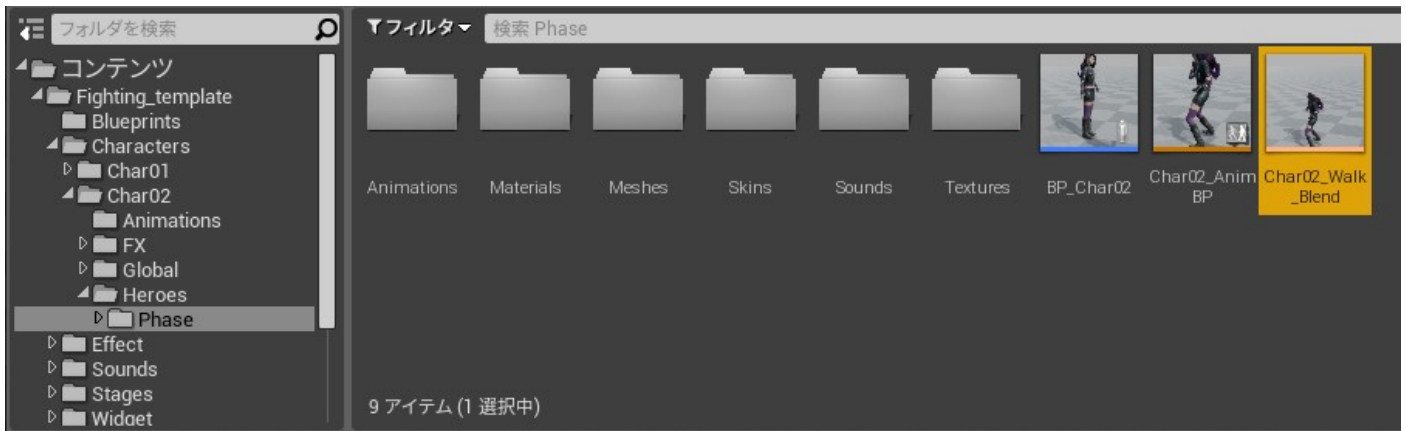 フォルダを検索
コンテンツ
Fighting_template
Blueprints
Characters
Char01
Char02
Animations
FX
Global
Heroes
Phase
Effect
Sounds
Stages
Widget
フィルタ
検索 Phase
Animations
Materials
Meshes
Skins
Sounds
Textures
BP_Char02
Char02_Anim
BP
Char02_Walk
_Blend
9 アイテム (1 選択中)